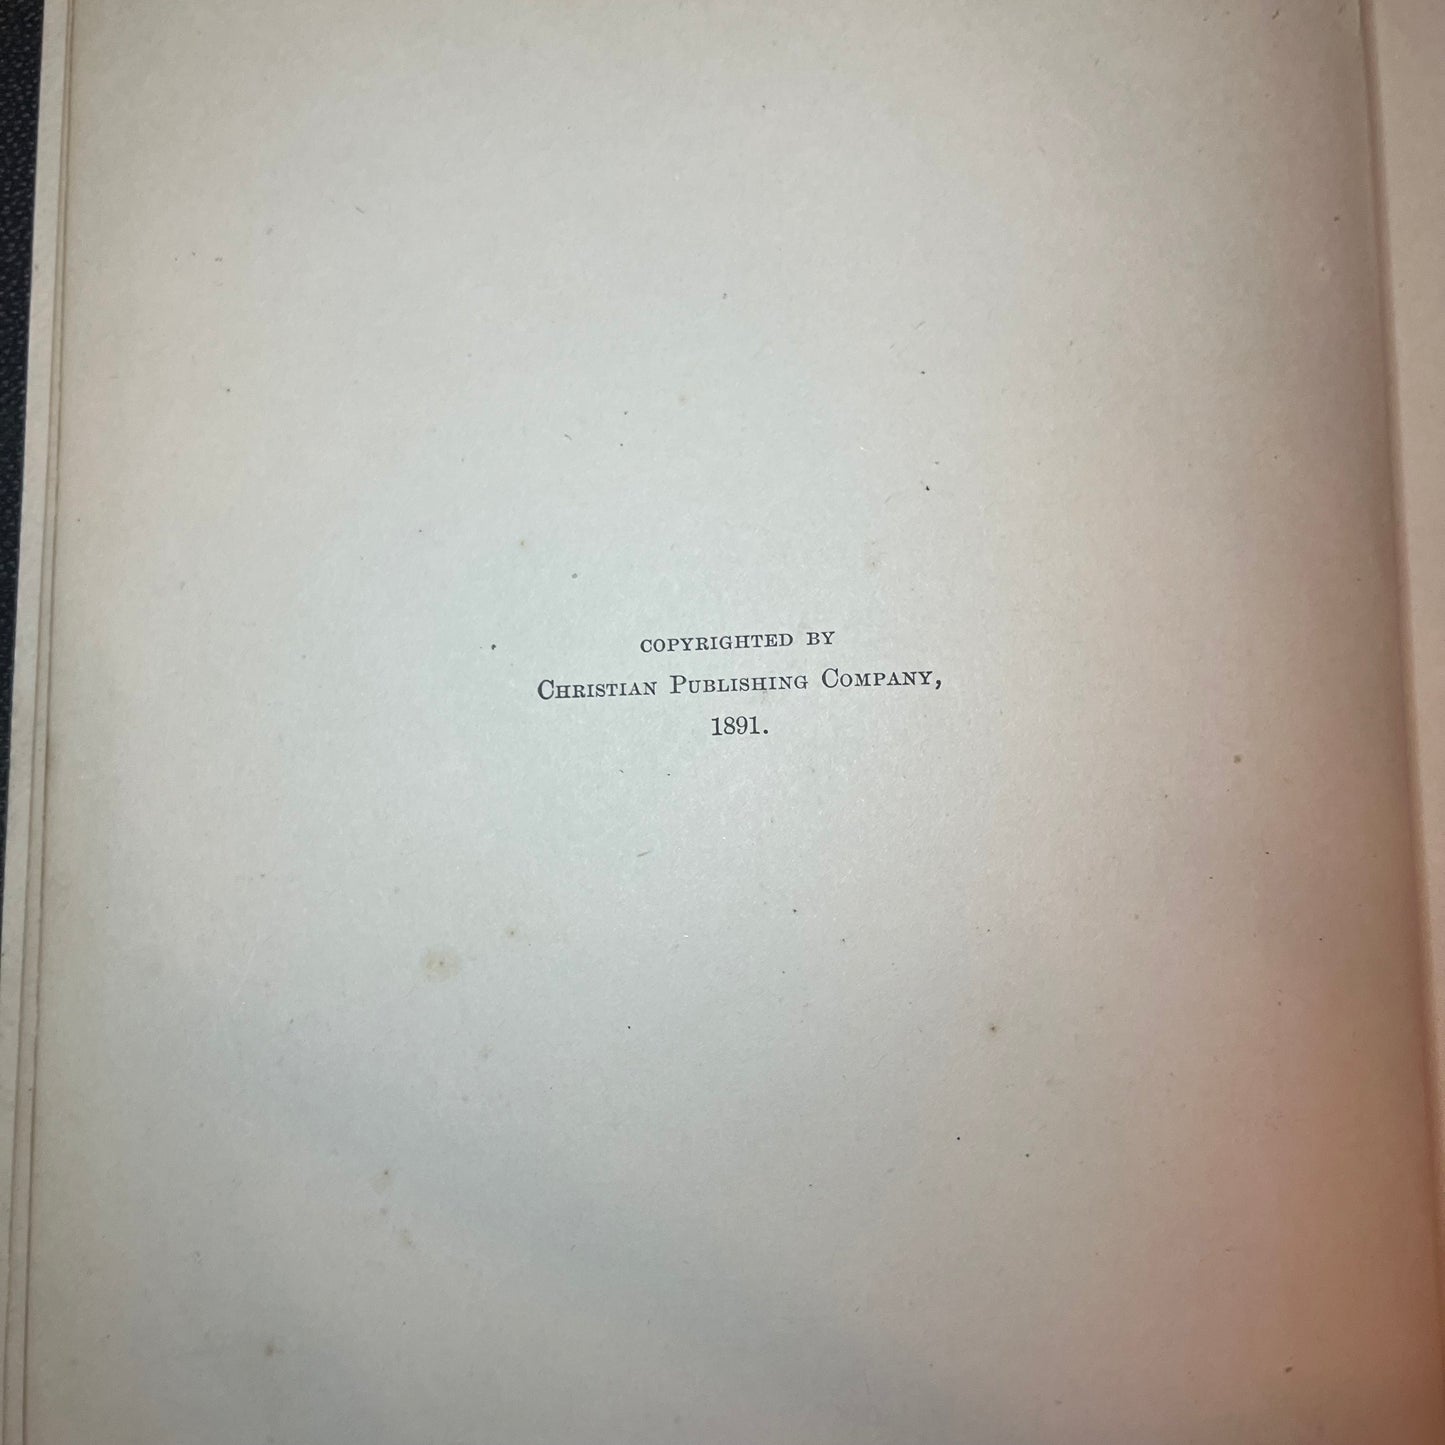 COPYRIGHTED BY
CHRISTIAN PUBLISHING COMPANY,
1891.